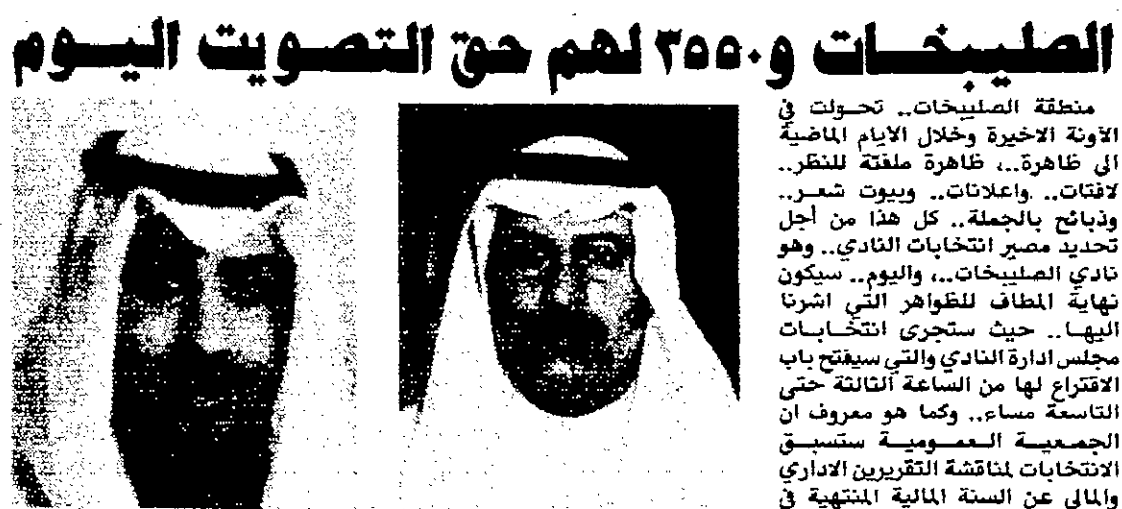 الصليبخات و٣٥٥٠ لهم حق التصويت اليوم
منطقة الصليبخات.. تحولت في
الآونة الاخيرة وخلال الايام الماضية
الى ظاهرة..، ظاهرة ملفتة للنظر..
لافتات.. واعلانات.. وبيوت شعر..
وذبائح بالجملة.. كل هذا من أجل
تحديد مصير انتخابات النادي.. وهو
نادي الصليبخات..، واليوم.. سيكون
نهاية المطاف للظواهر التي اشرنا
اليها.. حيث ستجرى انتخابات
مجلس ادارة النادي والتي سيفتح باب
الاقتراع لها من الساعة الثالثة حتى
التاسعة مساء.. وكما هو معروف ان
الجمعية العمومية ستسبق
الانتخابات لمناقشة التقريرين الاداري
والمالي عن السنة المالية المنتهية في